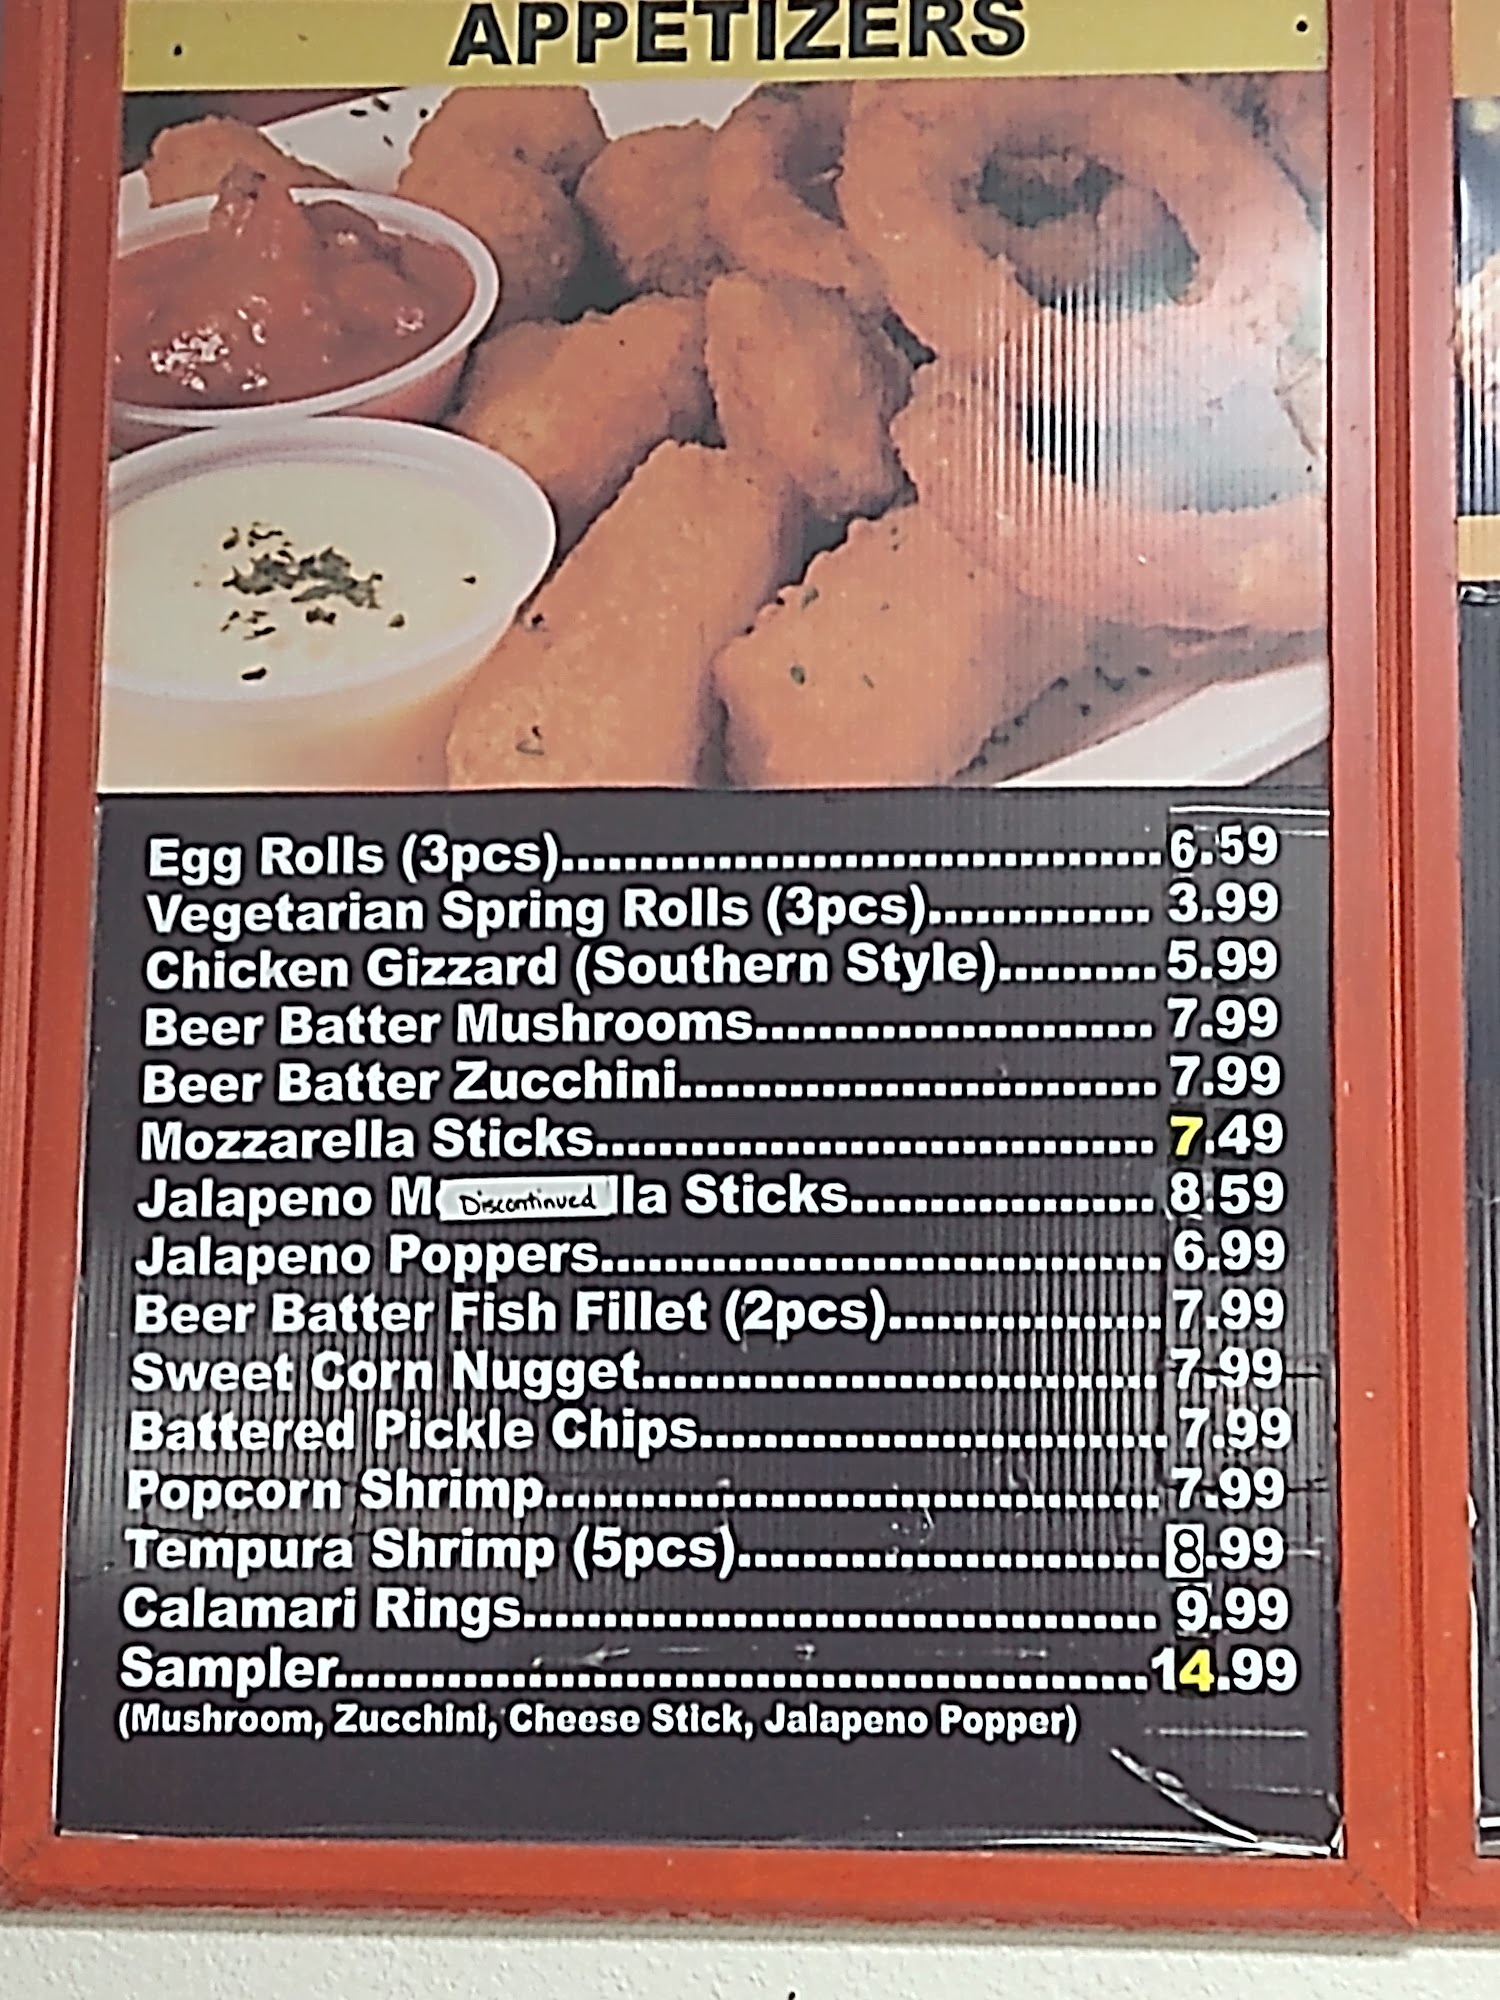 APPETIZERS
Egg Rolls (3pcs)......................................6.59
Vegetarian Spring Rolls (3pcs)............... 3.99
Chicken Gizzard (Southern Style)..........5.99
Beer Batter Mushrooms......................... 7.99
Beer Batter Zucchini.............................. 7.99
Mozzarella Sticks................................... 7.49
Jalapeno M Discontinued lla Sticks...................8.59
Jalapeno Poppers...................................6.99
Beer Batter Fish Fillet (2pcs).................7.99
Sweet Corn Nugget................................7.99
Battered Pickle Chips.............................7.99
Popcorn Shrimp......................................7.99
Tempura Shrimp (5pcs)..........................8.99
Calamari Rings....................................... 9.99
Sampler..................................................14.99
(Mushroom, Zucchini, Cheese Stick, Jalapeno Popper)